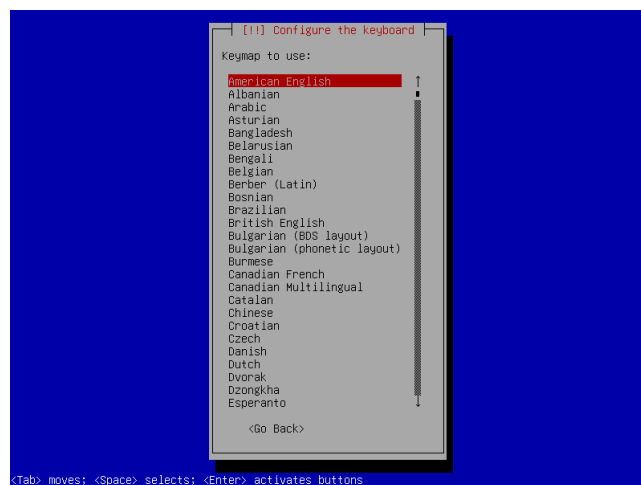 [!!] Configure the keyboard
Keymap to use:
American English
Albanian
Arabic
Asturian
Bangladesh
Belarusian
Bengali
Belgian
Berber (Latin)
Bosnian
Brazilian
British English
Bulgarian (BDS layout)
Bulgarian (phonetic layout)
Burmese
Canadian French
Canadian Multilingual
Catalan
Chinese
Croatian
Czech
Danish
Dutch
Dvorak
Dzongkha
Esperanto
<Go Back>
<Tab> moves; <Space> selects; <Enter> activates buttons